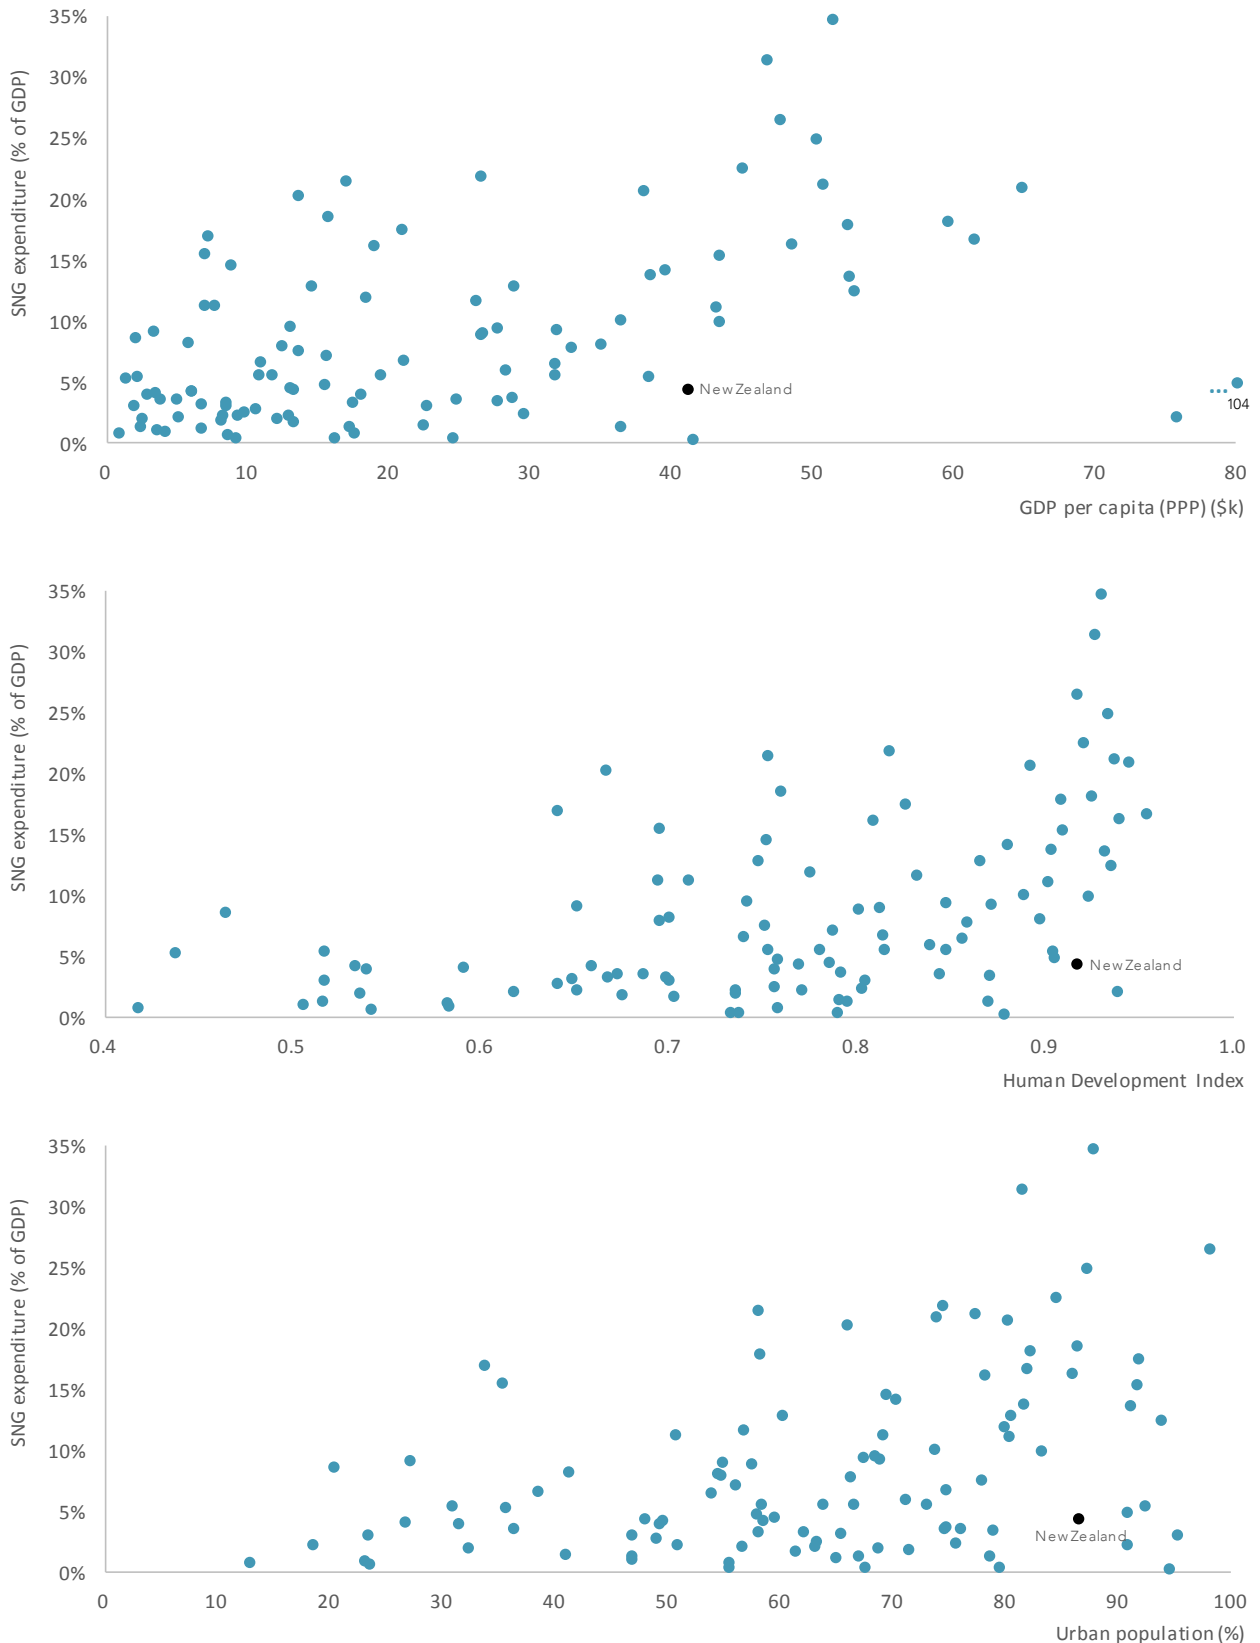 35%
30%
25%
20%
15%
10%
5%
0%
SNG expenditure (% of GDP)
New Zealand
104
0 10 20 30 40 50 60 70 80
GDP per capita (PPP) ($k)
35%
30%
25%
20%
15%
10%
5%
0%
SNG expenditure (% of GDP)
New Zealand
0.4 0.5 0.6 0.7 0.8 0.9 1.0
Human Development Index
35%
30%
25%
20%
15%
10%
5%
0%
SNG expenditure (% of GDP)
New Zealand
0 10 20 30 40 50 60 70 80 90 100
Urban population (%)